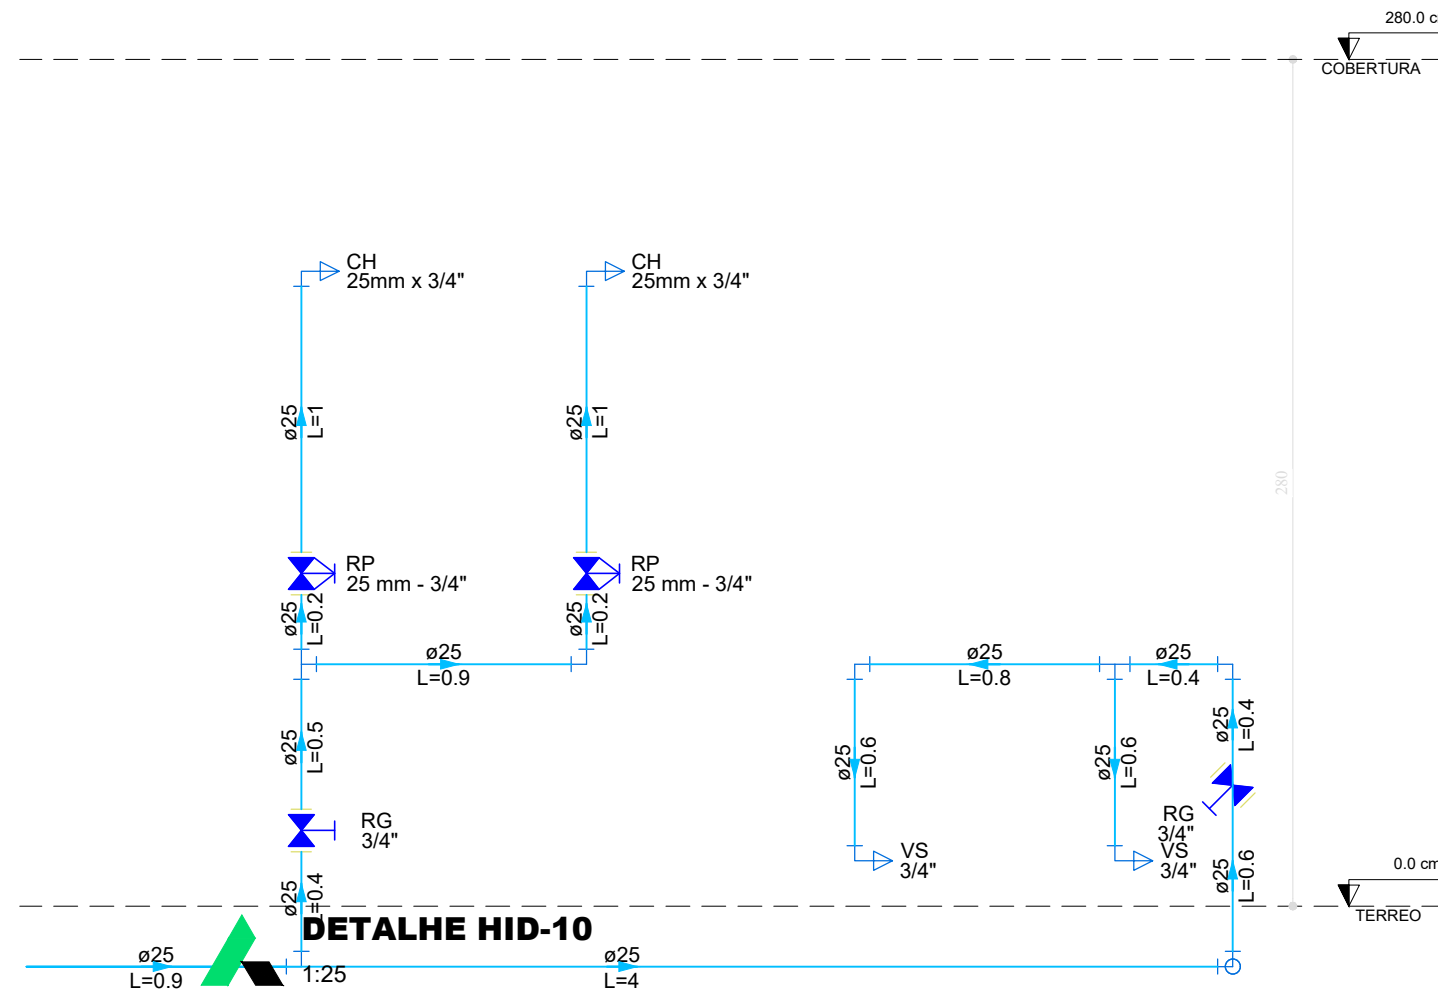 280.0 c
COBERTURA
CH
25mm x 3/4"
CH
25mm x 3/4"
ø25
L=1
ø25
L=1
280
RP
25 mm - 3/4"
RP
25 mm - 3/4"
ø25
L=0.2
ø25
L=0.2
ø25
L=0.9
ø25
L=0.8
ø25
L=0.4
ø25
L=0.5
ø25
L=0.6
ø25
L=0.6
ø25
L=0.4
RG
3/4"
RG
3/4"
VS
3/4"
VS
3/4"
0.0 cm
TERREO
ø25
L=0.4
ø25
L=0.6
DETALHE HID-10
1:25
ø25
L=0.9
ø25
L=4